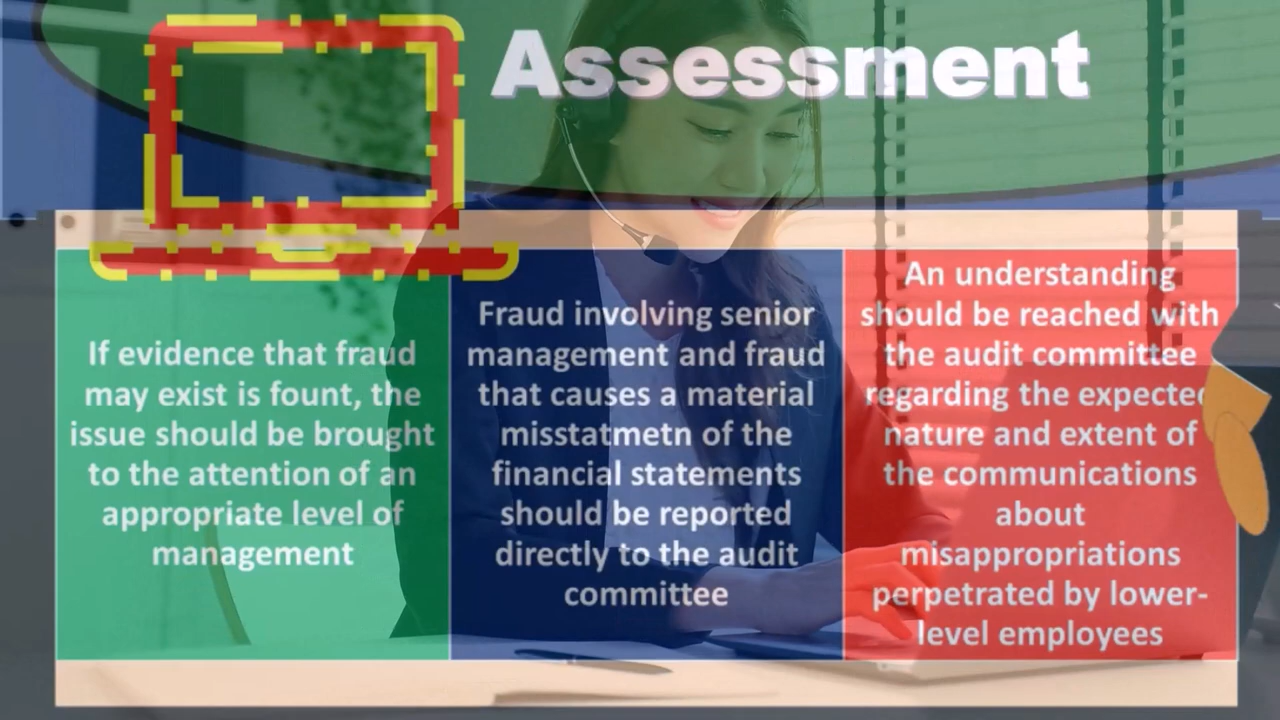 Assessment
If evidence that fraud
may exist is fount, the
issue should be brought
to the attention of an
appropriate level of
management
Fraud involving senior
management and fraud
that causes a material
misstatmetn of the
financial statements
should be reported
directly to the audit
committee
An understanding
should be reached with
the audit committee
regarding the expected
nature and extent of
the communications
about
misappropriations
perpetrated by lower-
level employees